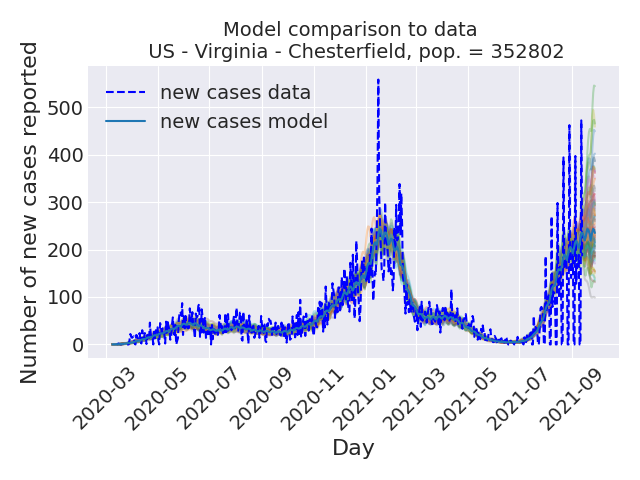 Model comparison to data
US - Virginia - Chesterfield, pop. = 352802
Number of new cases reported
500
400
300
200
100
0
new cases data
new cases model
2020-03
2020-05
2020-07
2020-09
2020-11
2021-01
2021-03
2021-05
2021-07
2021-09
Day